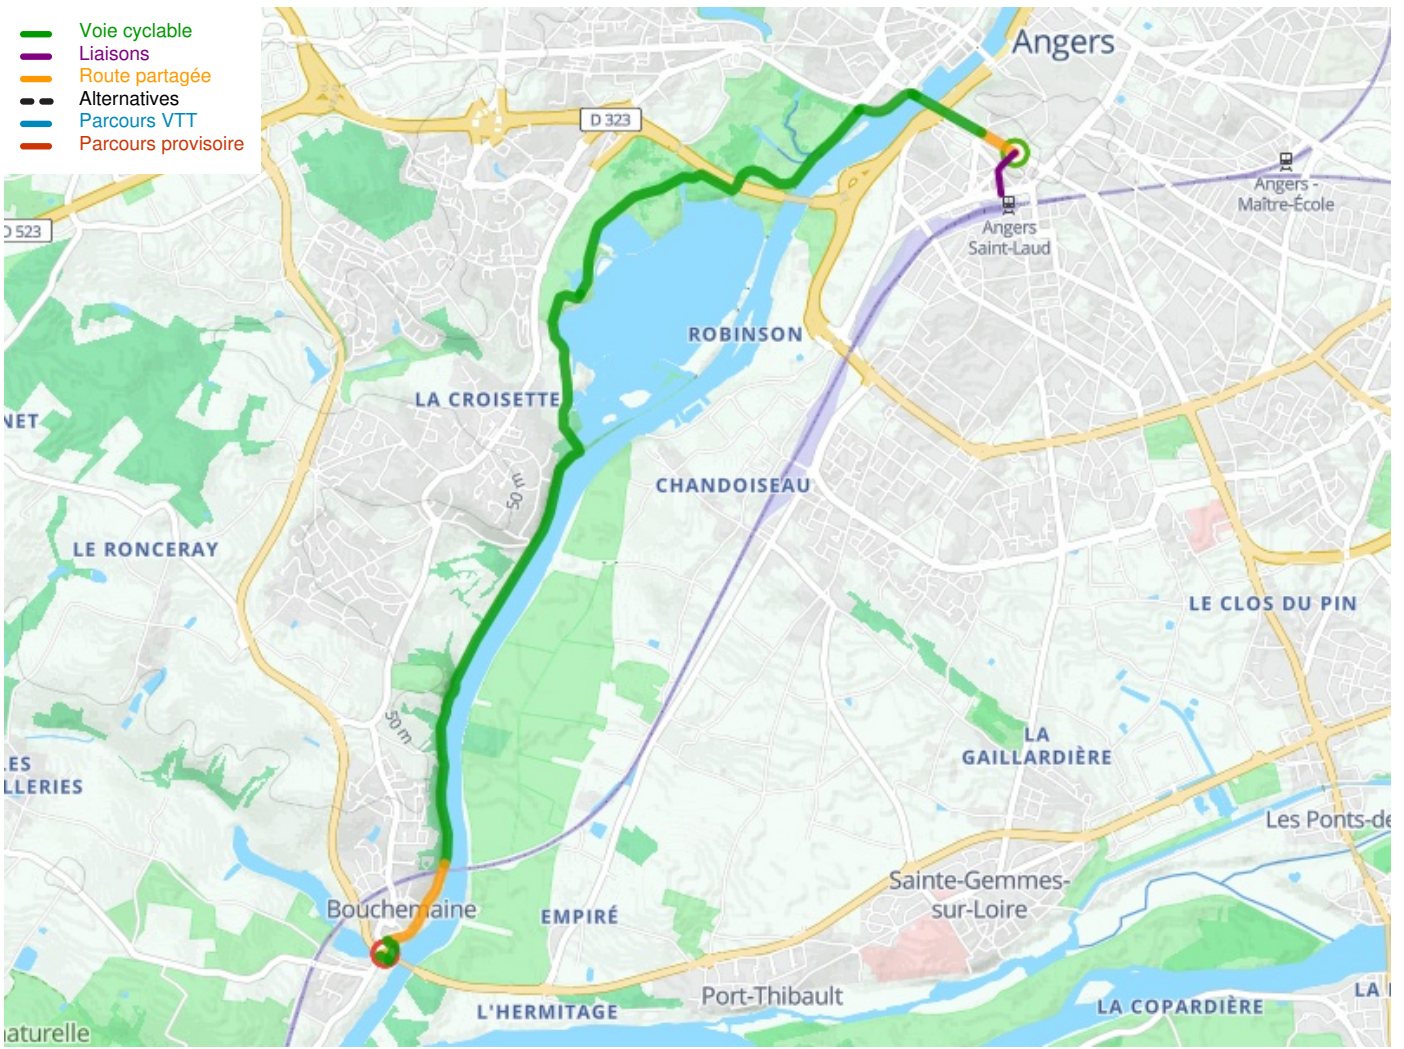 Voie cyclable
Liaisons
Route partagée
Alternatives
Parcours VTT
Parcours provisoire
Angers
D 323
Angers -
Maître-École
D 523
Angers
Saint-Laud
ROBINSON
LA CROISETTE
NET
50 m
CHANDOISEAU
LE RONCERAY
LE CLOS DU PIN
50 m
LA
GAILLARDIÈRE
LES
LLERIES
Les Ponts-de
Sainte-Gemmes-
sur-Loire
Bouchemaine
EMPIRÉ
Port-Thibault
LA
L'HERMITAGE
LA COPARDIÈRE
naturelle